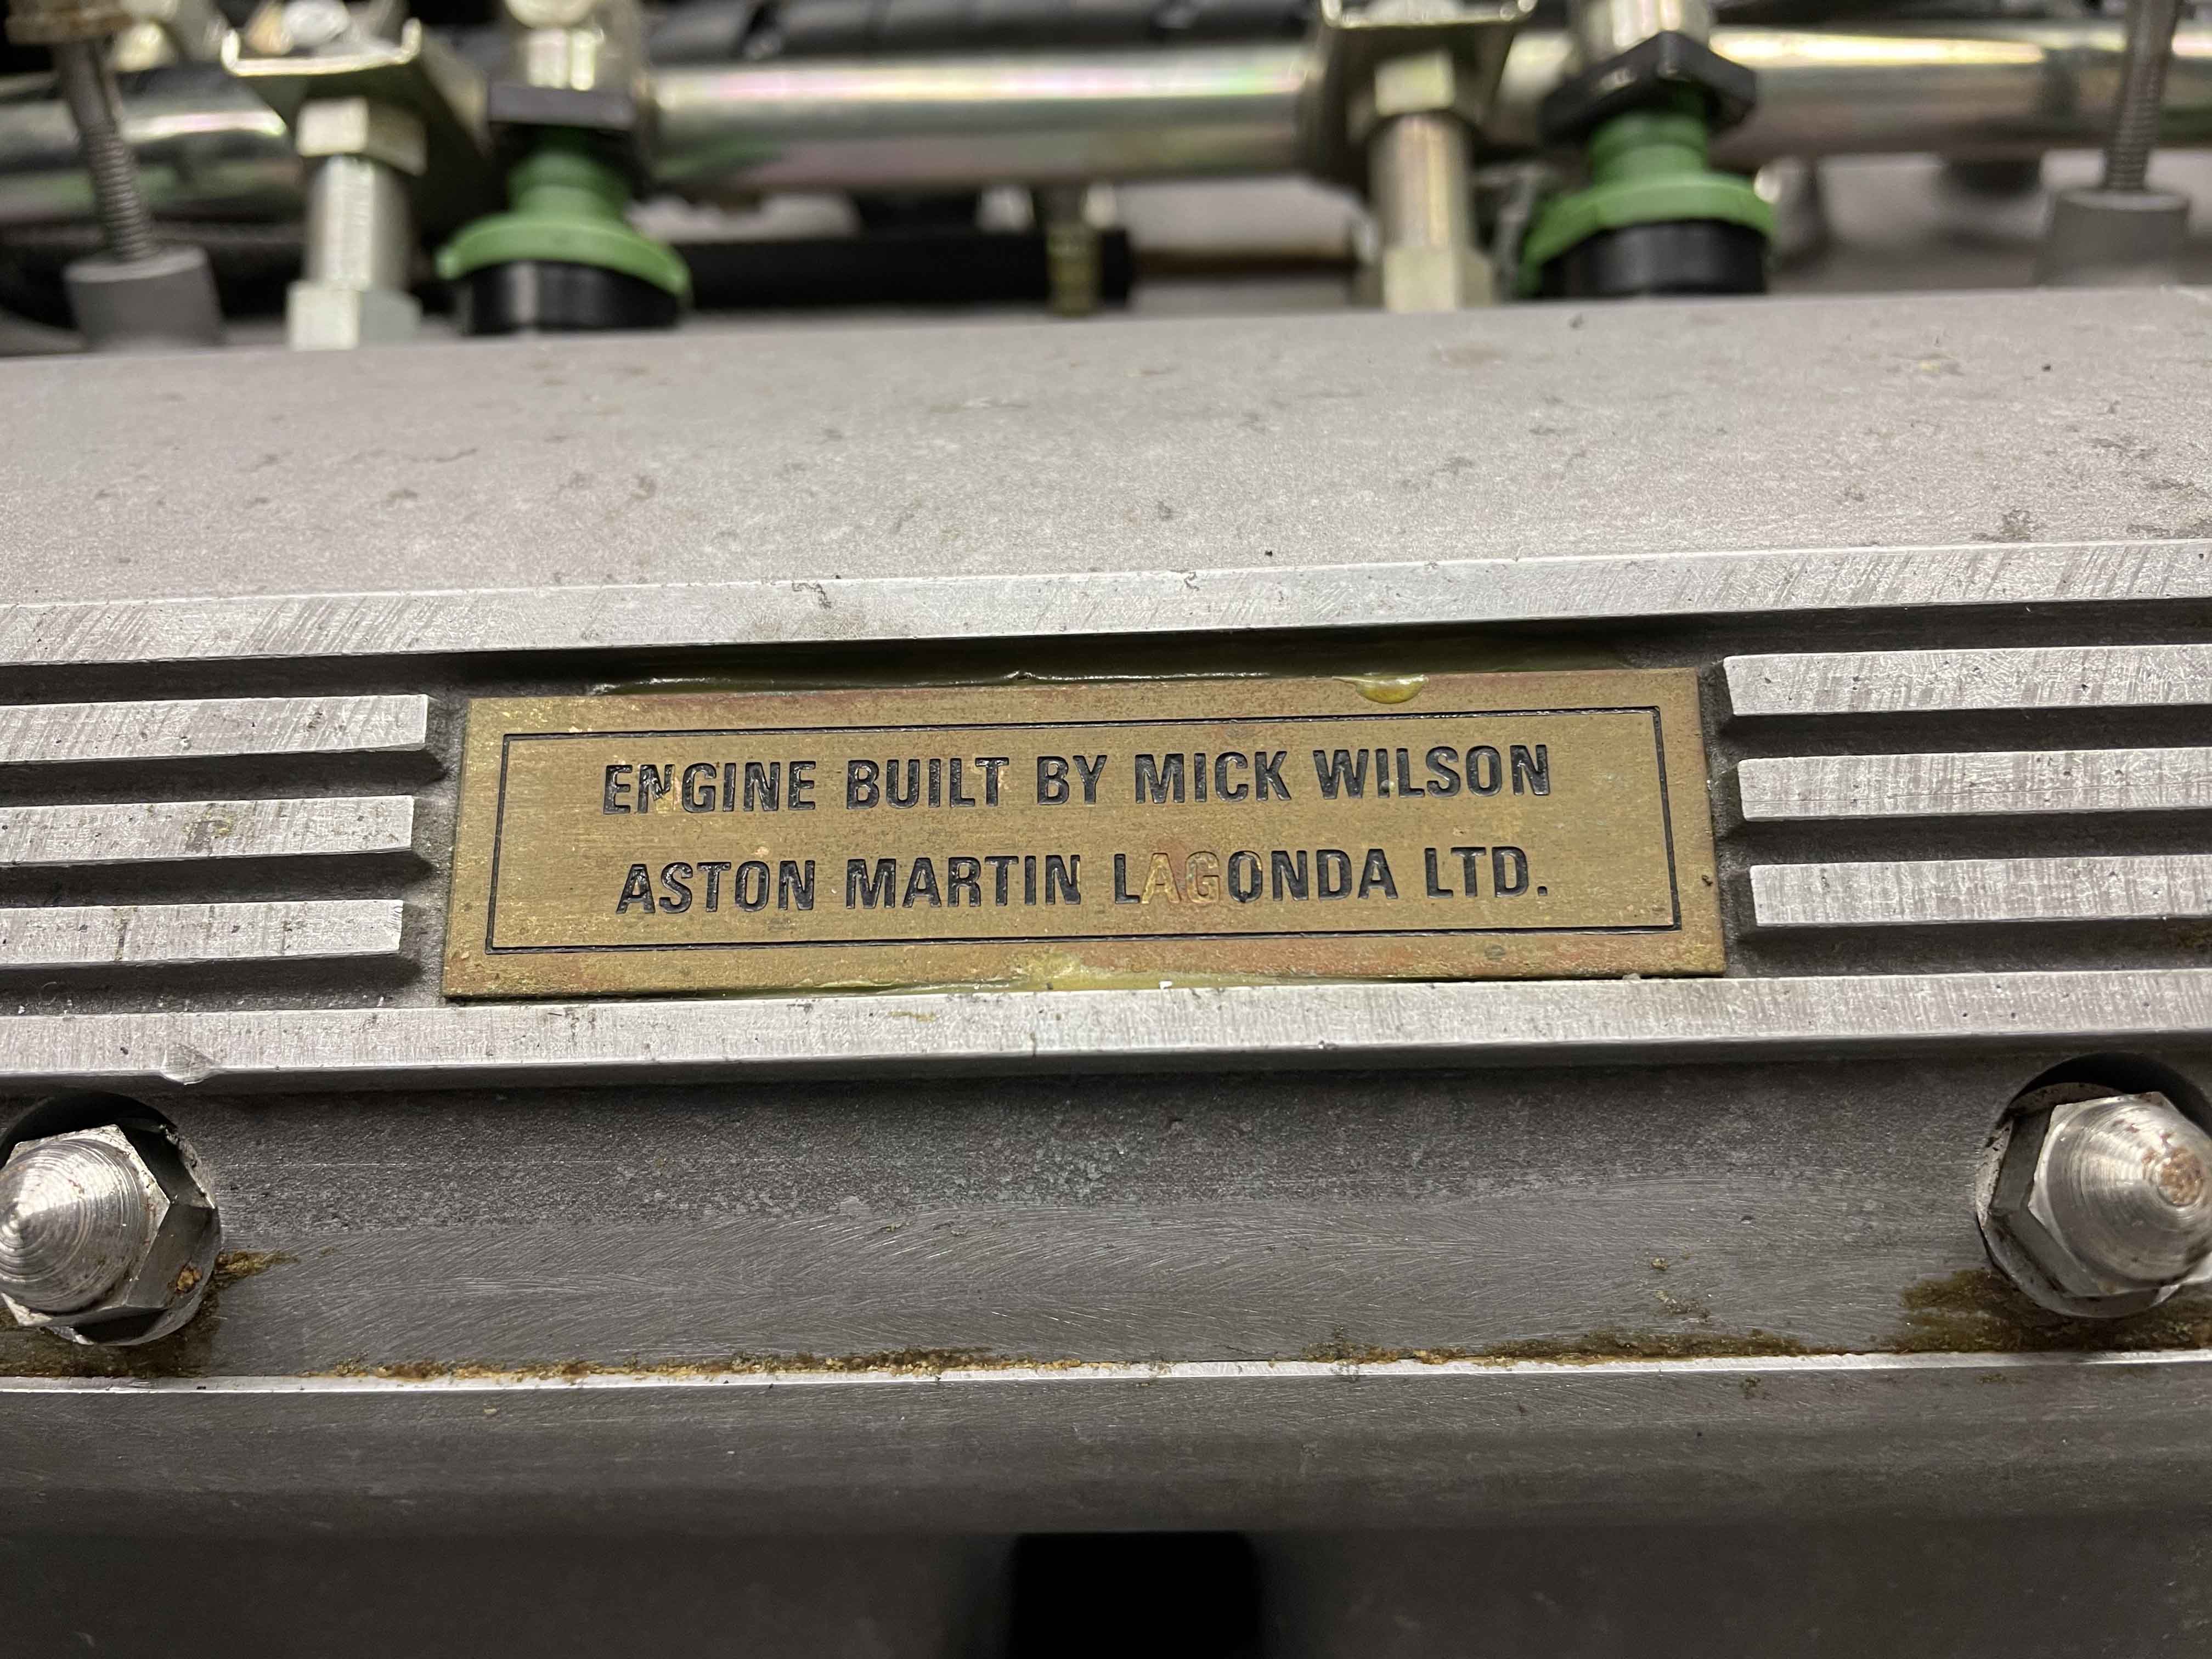 ENGINE BUILT BY MICK WILSON
ASTON MARTIN LAGONDA LTD.